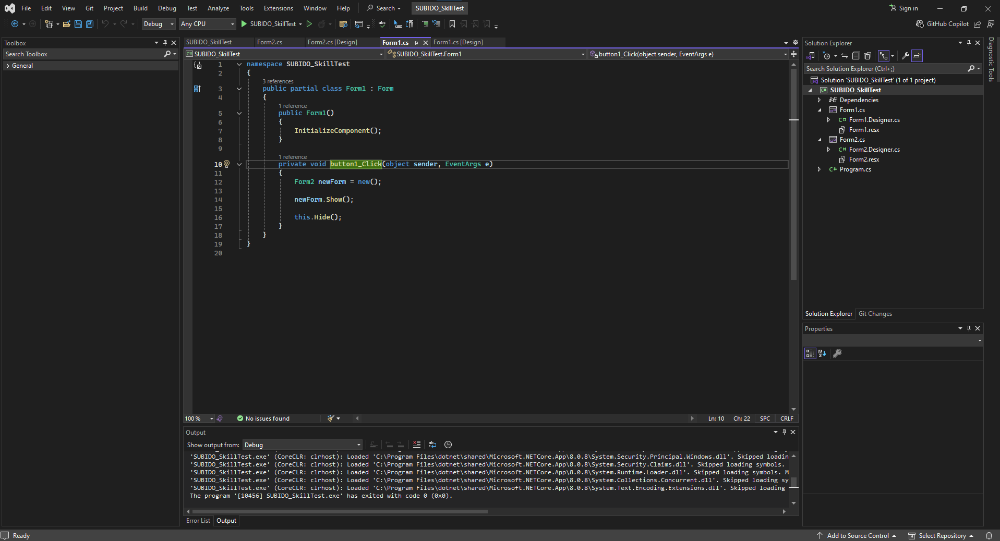 File Edit View Git Project Build Debug Test Analyze Tools Extensions Window Help Search SUBIDO_SkillTest Sign in
Debug Any CPU SUBIDO_SkillTest GitHub Copilot
Toolbox
Search Toolbox
General
SUBIDO_SkillTest Form2.cs Form2.cs [Design] Form1.cs Form1.cs [Design]
SUBIDO_SkillTest SUBIDO_SkillTest.Form1 button1_Click(object sender, EventArgs e)
1 namespace SUBIDO_SkillTest
2 {
3 references
3 public partial class Form1 : Form
4 {
1 reference
5 public Form1()
6 {
7 InitializeComponent();
8 }
9
1 reference
10 private void button1_Click(object sender, EventArgs e)
11 {
12 Form2 newForm = new();
13
14 newForm.Show();
15
16 this.Hide();
17 }
18 }
19 }
20
100 % No issues found Ln: 10 Ch: 22 SPC CRLF
Output
Show output from: Debug
'SUBIDO_SkillTest.exe' (CoreCLR: clrhost): Loaded 'C:\Program Files\dotnet\shared\Microsoft.NETCore.App\8.0.8\System.Security.Principal.Windows.dll'. Skipped loadin
'SUBIDO_SkillTest.exe' (CoreCLR: clrhost): Loaded 'C:\Program Files\dotnet\shared\Microsoft.NETCore.App\8.0.8\System.Security.Claims.dll'. Skipped loading symbols.
'SUBIDO_SkillTest.exe' (CoreCLR: clrhost): Loaded 'C:\Program Files\dotnet\shared\Microsoft.NETCore.App\8.0.8\System.Runtime.Loader.dll'. Skipped loading symbols. M
'SUBIDO_SkillTest.exe' (CoreCLR: clrhost): Loaded 'C:\Program Files\dotnet\shared\Microsoft.NETCore.App\8.0.8\System.Collections.Concurrent.dll'. Skipped loading sy
'SUBIDO_SkillTest.exe' (CoreCLR: clrhost): Loaded 'C:\Program Files\dotnet\shared\Microsoft.NETCore.App\8.0.8\System.Text.Encoding.Extensions.dll'. Skipped loading
The program '[10456] SUBIDO_SkillTest.exe' has exited with code 0 (0x0).
Error List Output
Solution Explorer
Search Solution Explorer (Ctrl+;)
Solution 'SUBIDO_SkillTest' (1 of 1 project)
C# SUBIDO_SkillTest
Dependencies
Form1.cs
C# Form1.Designer.cs
Form1.resx
Form2.cs
C# Form2.Designer.cs
Form2.resx
C# Program.cs
Solution Explorer Git Changes
Properties
Diagnostic Tools
Ready Add to Source Control Select Repository